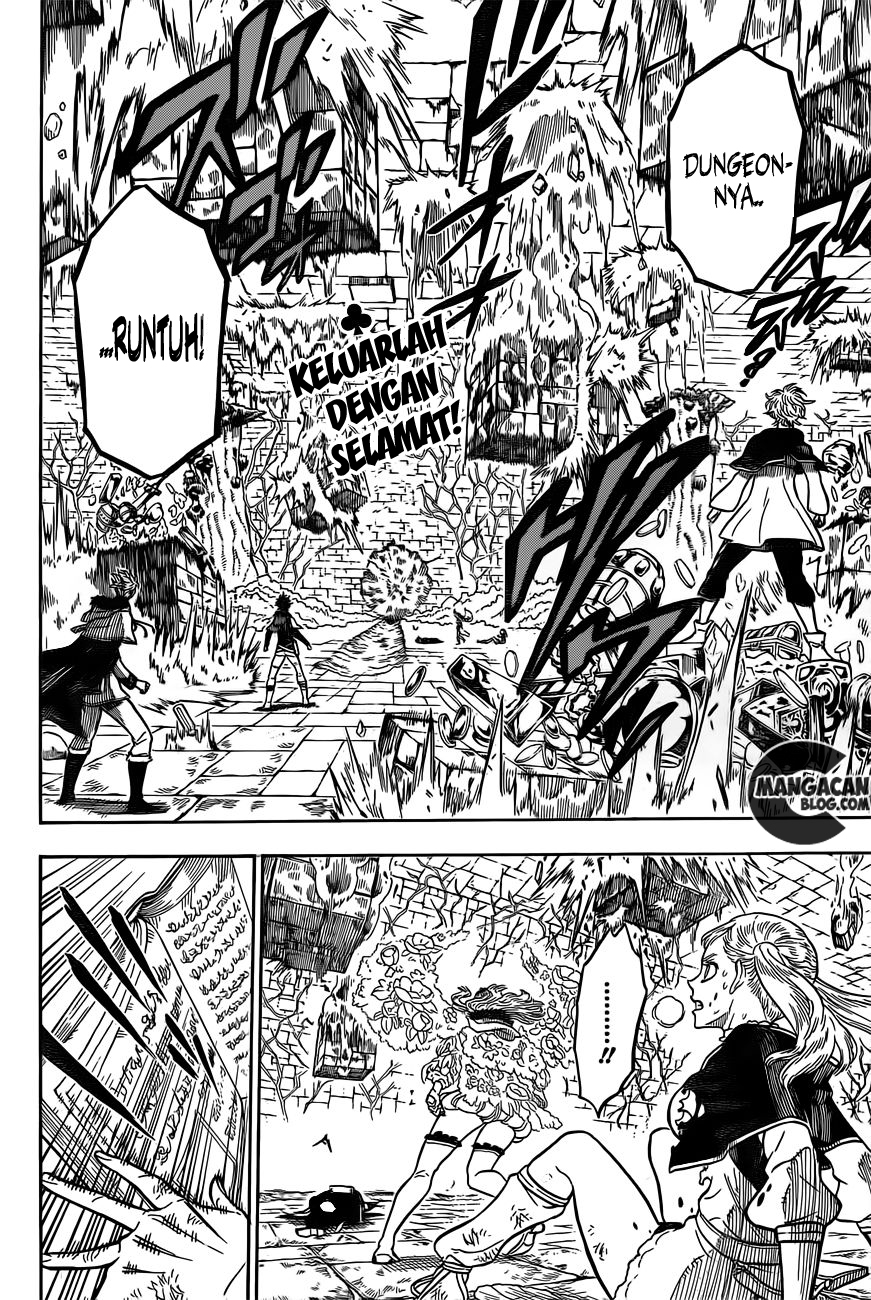 DUNGEON-
NYA..
...RUNTUH!
♣
KELUARLAH
DENGAN
SELAMAT!
MANGACAN
BLOG.COM
.......!!